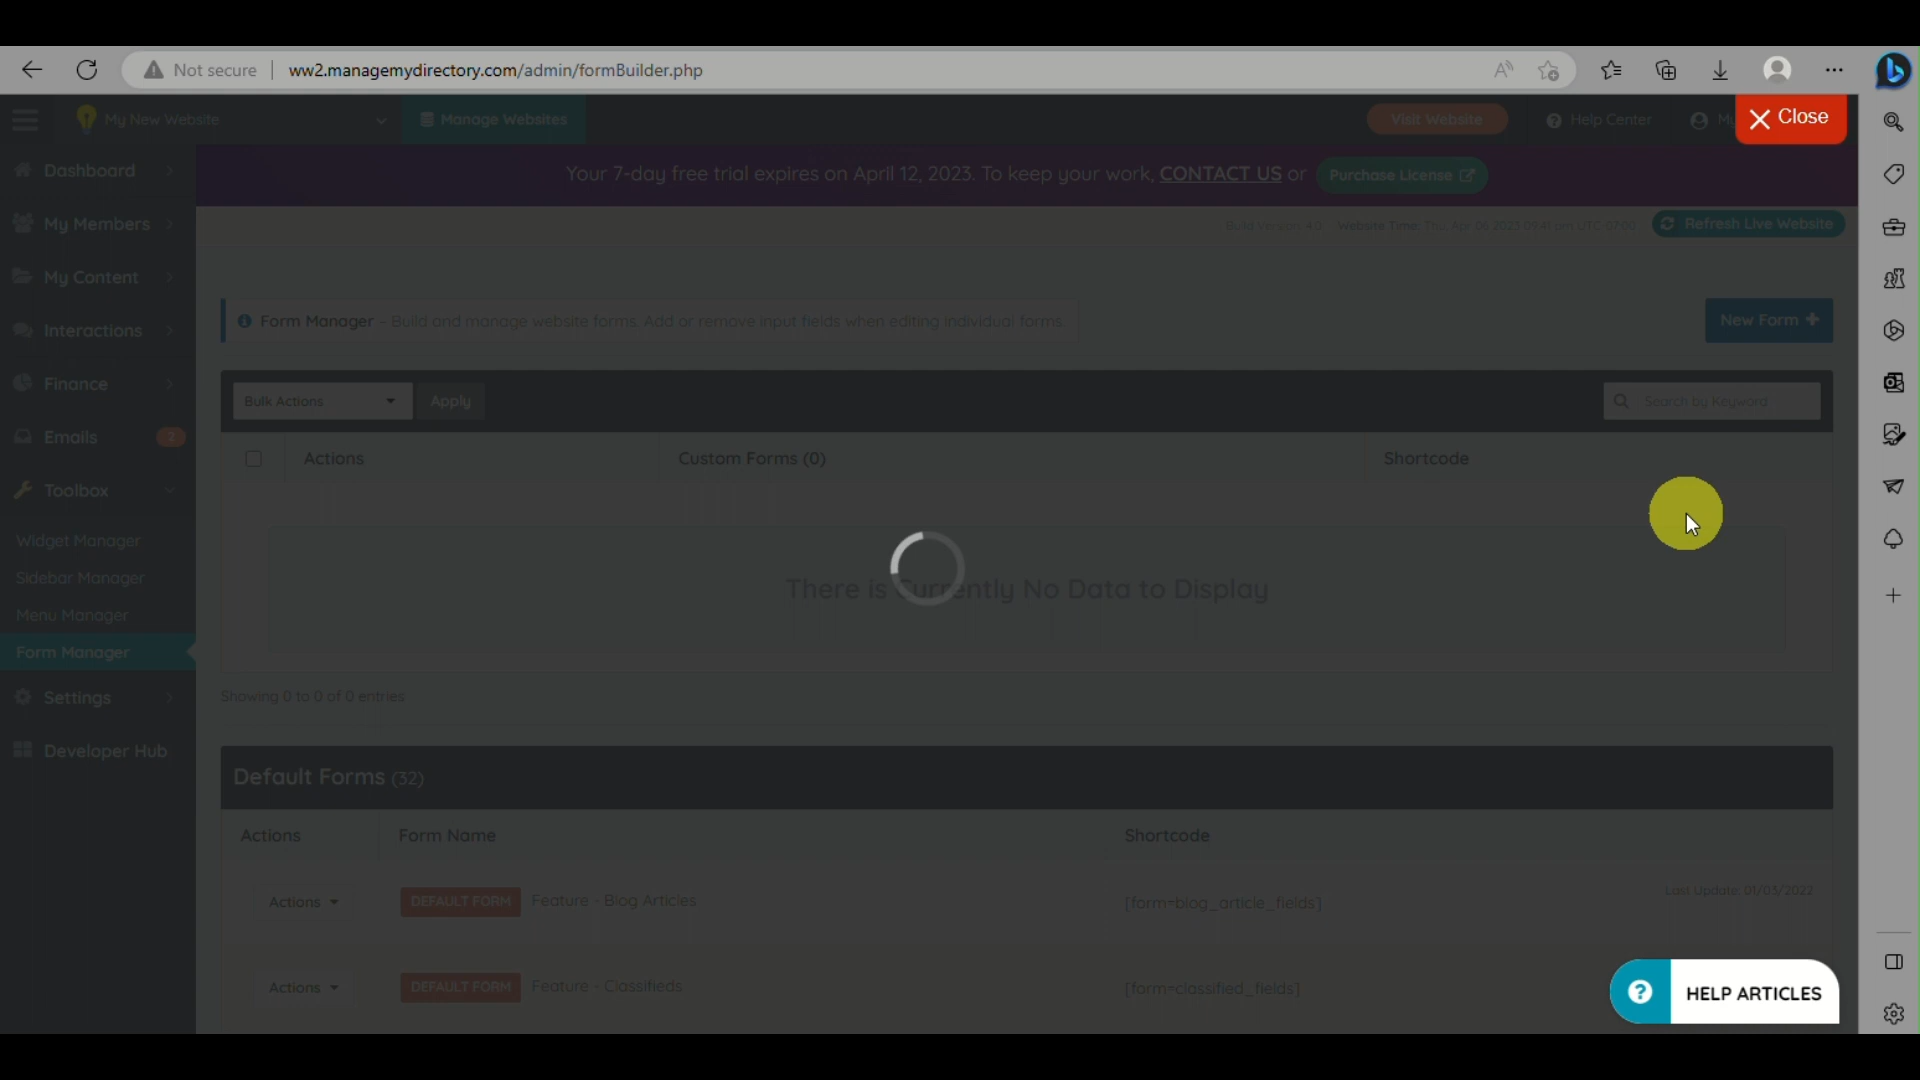 Not secure ww2.managemydirectory.com/admin/formBuilder.php
My New Website Manage Websites Visit Website Help Center My Close
Dashboard
Your 7-day free trial expires on April 12, 2023. To keep your work, CONTACT US or Purchase License
My Members
Build Version: 4.0 Website Time: Thu, Apr 06 2023 09:41 pm UTC-07:00 Refresh Live Website
My Content
Interactions
Form Manager - Build and manage website forms. Add or remove input fields when editing individual forms. New Form
Finance
Bulk Actions Apply Search by Keyword
Emails 2
Actions Custom Forms (0) Shortcode
Toolbox
Widget Manager
Sidebar Manager
There is Currently No Data to Display
Menu Manager
Form Manager
Settings
Showing 0 to 0 of 0 entries
Developer Hub
Default Forms (32)
Actions Form Name Shortcode
Actions DEFAULT FORM Feature - Blog Articles [form=blog_article_fields] Last Update: 01/03/2022
Actions DEFAULT FORM Feature - Classifieds [form=classified_fields]
HELP ARTICLES